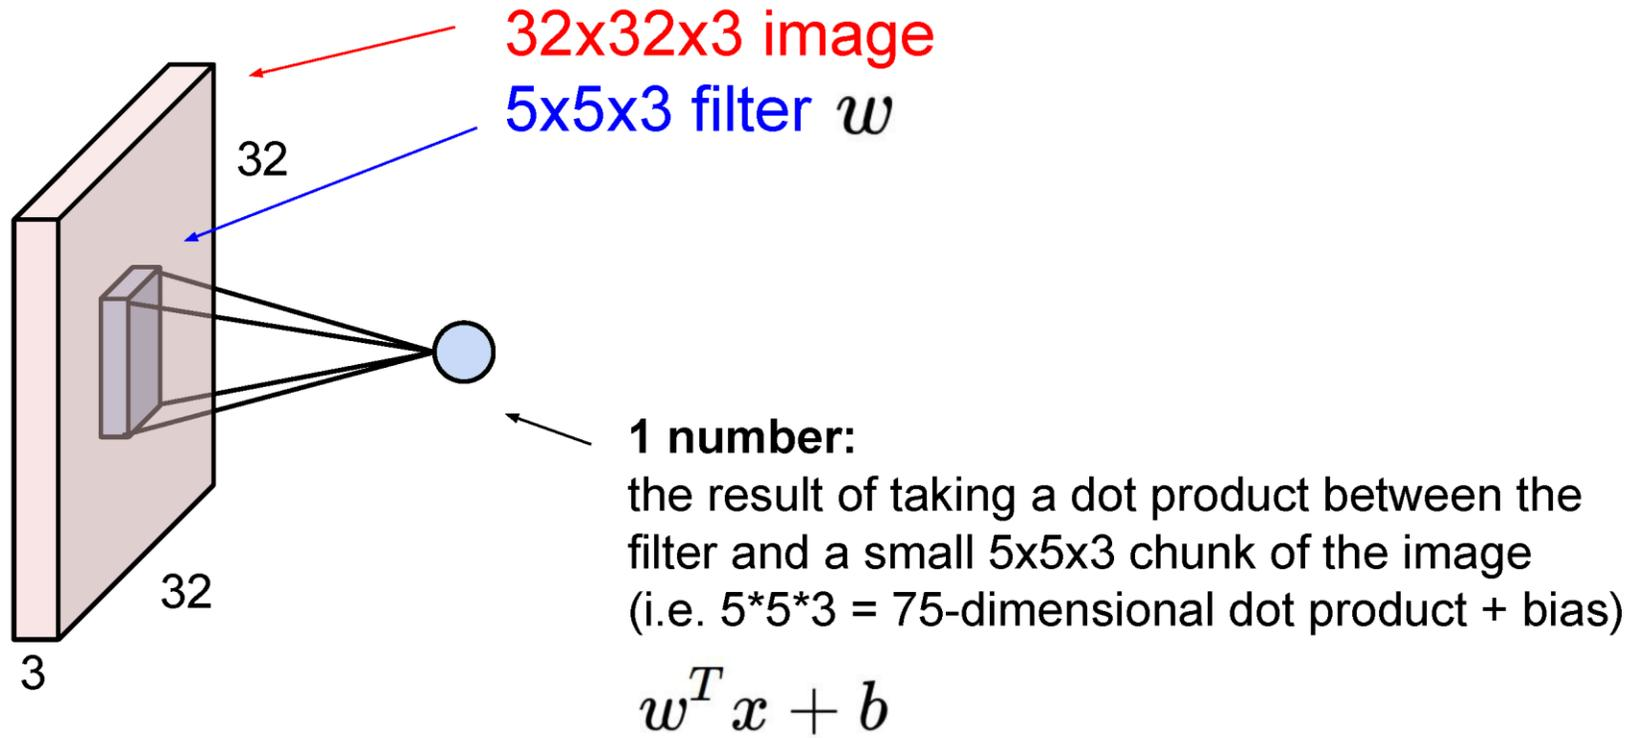 32x32x3 image
5x5x3 filter w
32
32
3
1 number:
the result of taking a dot product between the
filter and a small 5x5x3 chunk of the image
(i.e. 5*5*3 = 75-dimensional dot product + bias)
w^T x + b